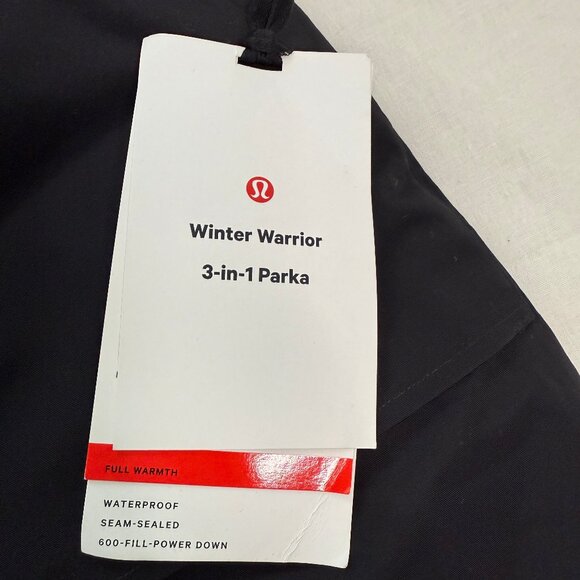 Winter Warrior
3-in-1 Parka
FULL WARMTH
WATERPROOF
SEAM-SEALED
600-FILL-POWER DOWN